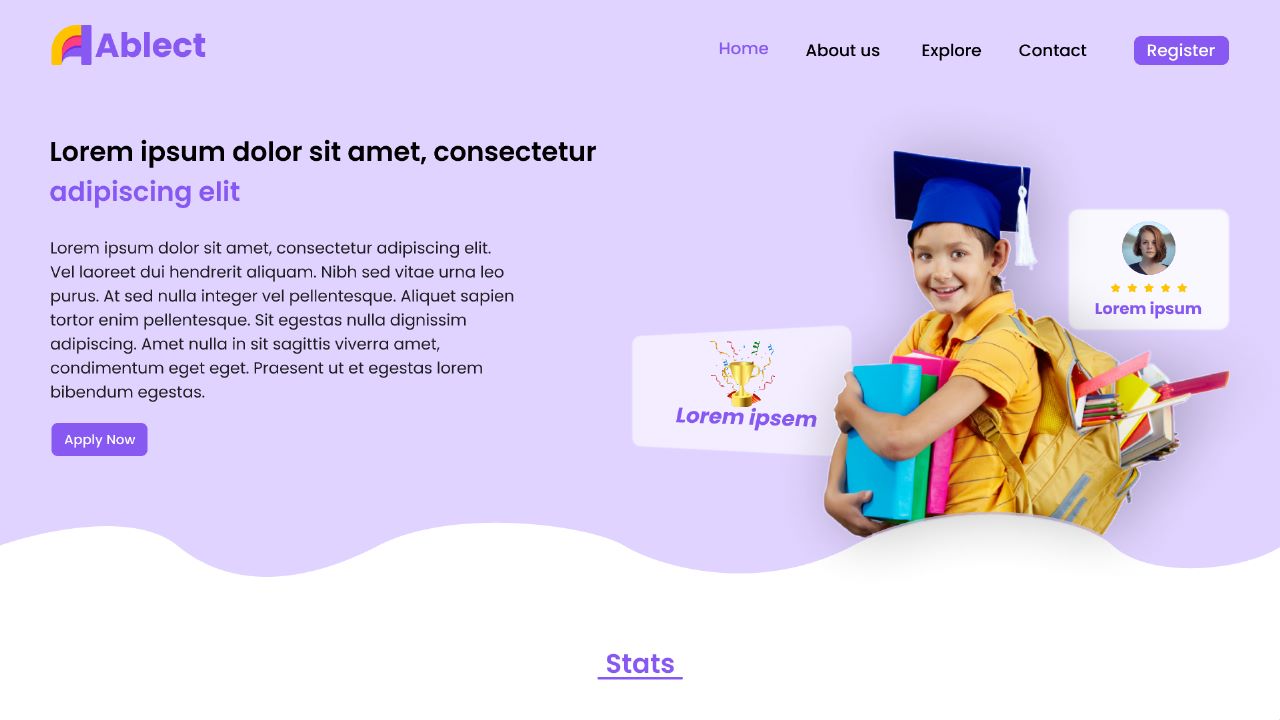 Ablect
Home
About us
Explore
Contact
Register
Lorem ipsum dolor sit amet, consectetur
adipiscing elit
Lorem ipsum dolor sit amet, consectetur adipiscing elit.
Vel laoreet dui hendrerit aliquam. Nibh sed vitae urna leo
purus. At sed nulla integer vel pellentesque. Aliquet sapien
tortor enim pellentesque. Sit egestas nulla dignissim
adipiscing. Amet nulla in sit sagittis viverra amet,
condimentum eget eget. Praesent ut et egestas lorem
bibendum egestas.
Apply Now
Lorem ipsem
Lorem ipsum
Stats